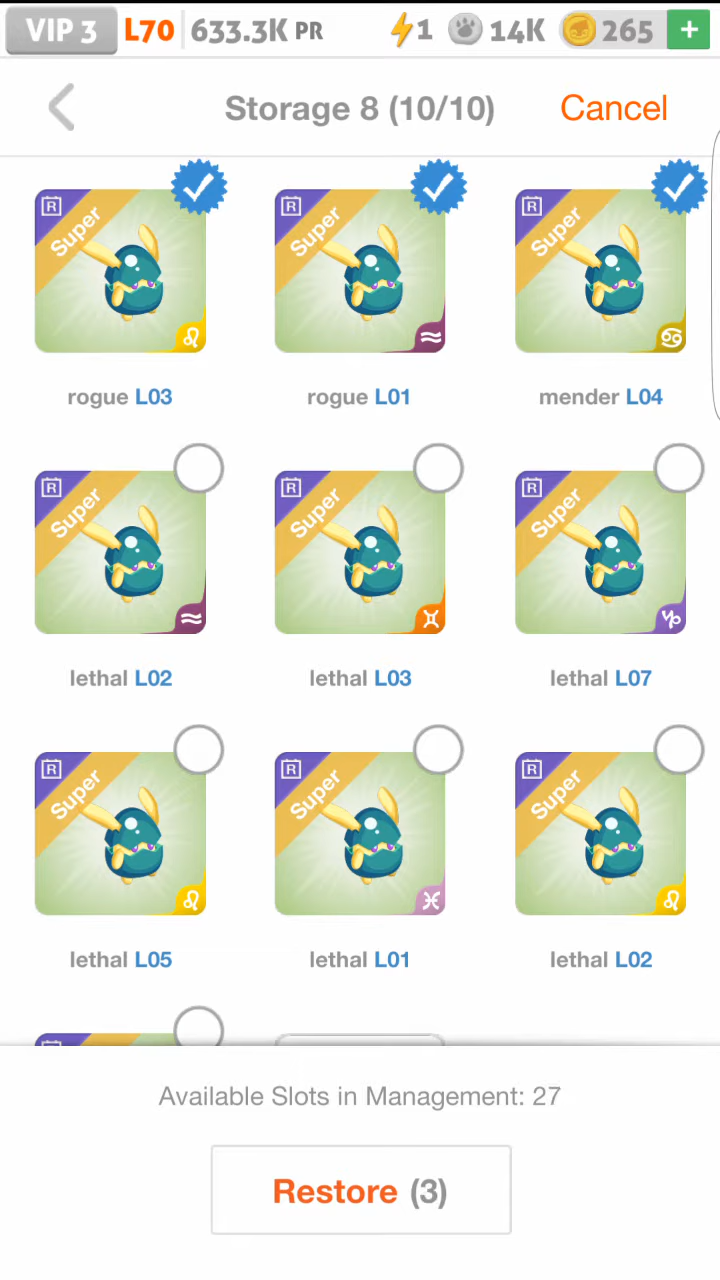 VIP 3 L70 633.3K PR 1 14K 265 +
Storage 8 (10/10) Cancel
R Super R Super R Super
rogue L03 rogue L01 mender L04
R Super R Super R Super
lethal L02 lethal L03 lethal L07
R Super R Super R Super
lethal L05 lethal L01 lethal L02
Available Slots in Management: 27
Restore (3)